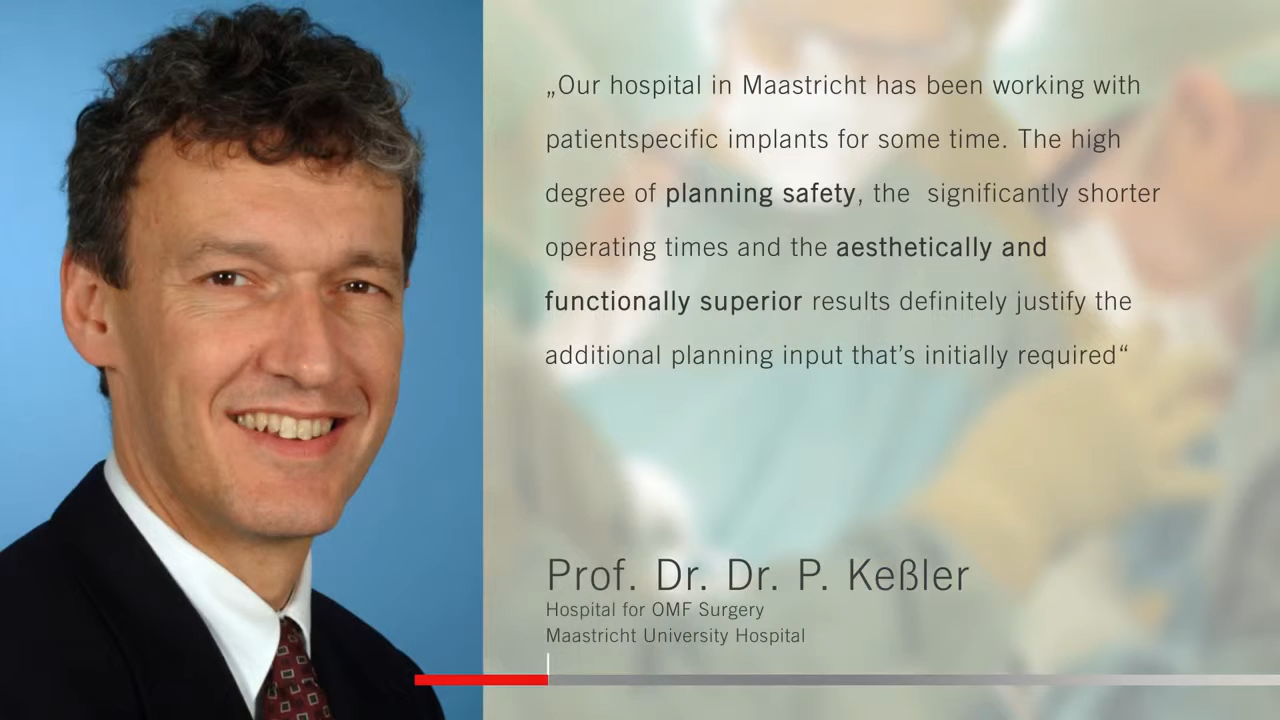 „Our hospital in Maastricht has been working with
patientspecific implants for some time. The high
degree of planning safety, the  significantly shorter
operating times and the aesthetically and
functionally superior results definitely justify the
additional planning input that’s initially required“
Prof. Dr. Dr. P. Keßler
Hospital for OMF Surgery
Maastricht University Hospital